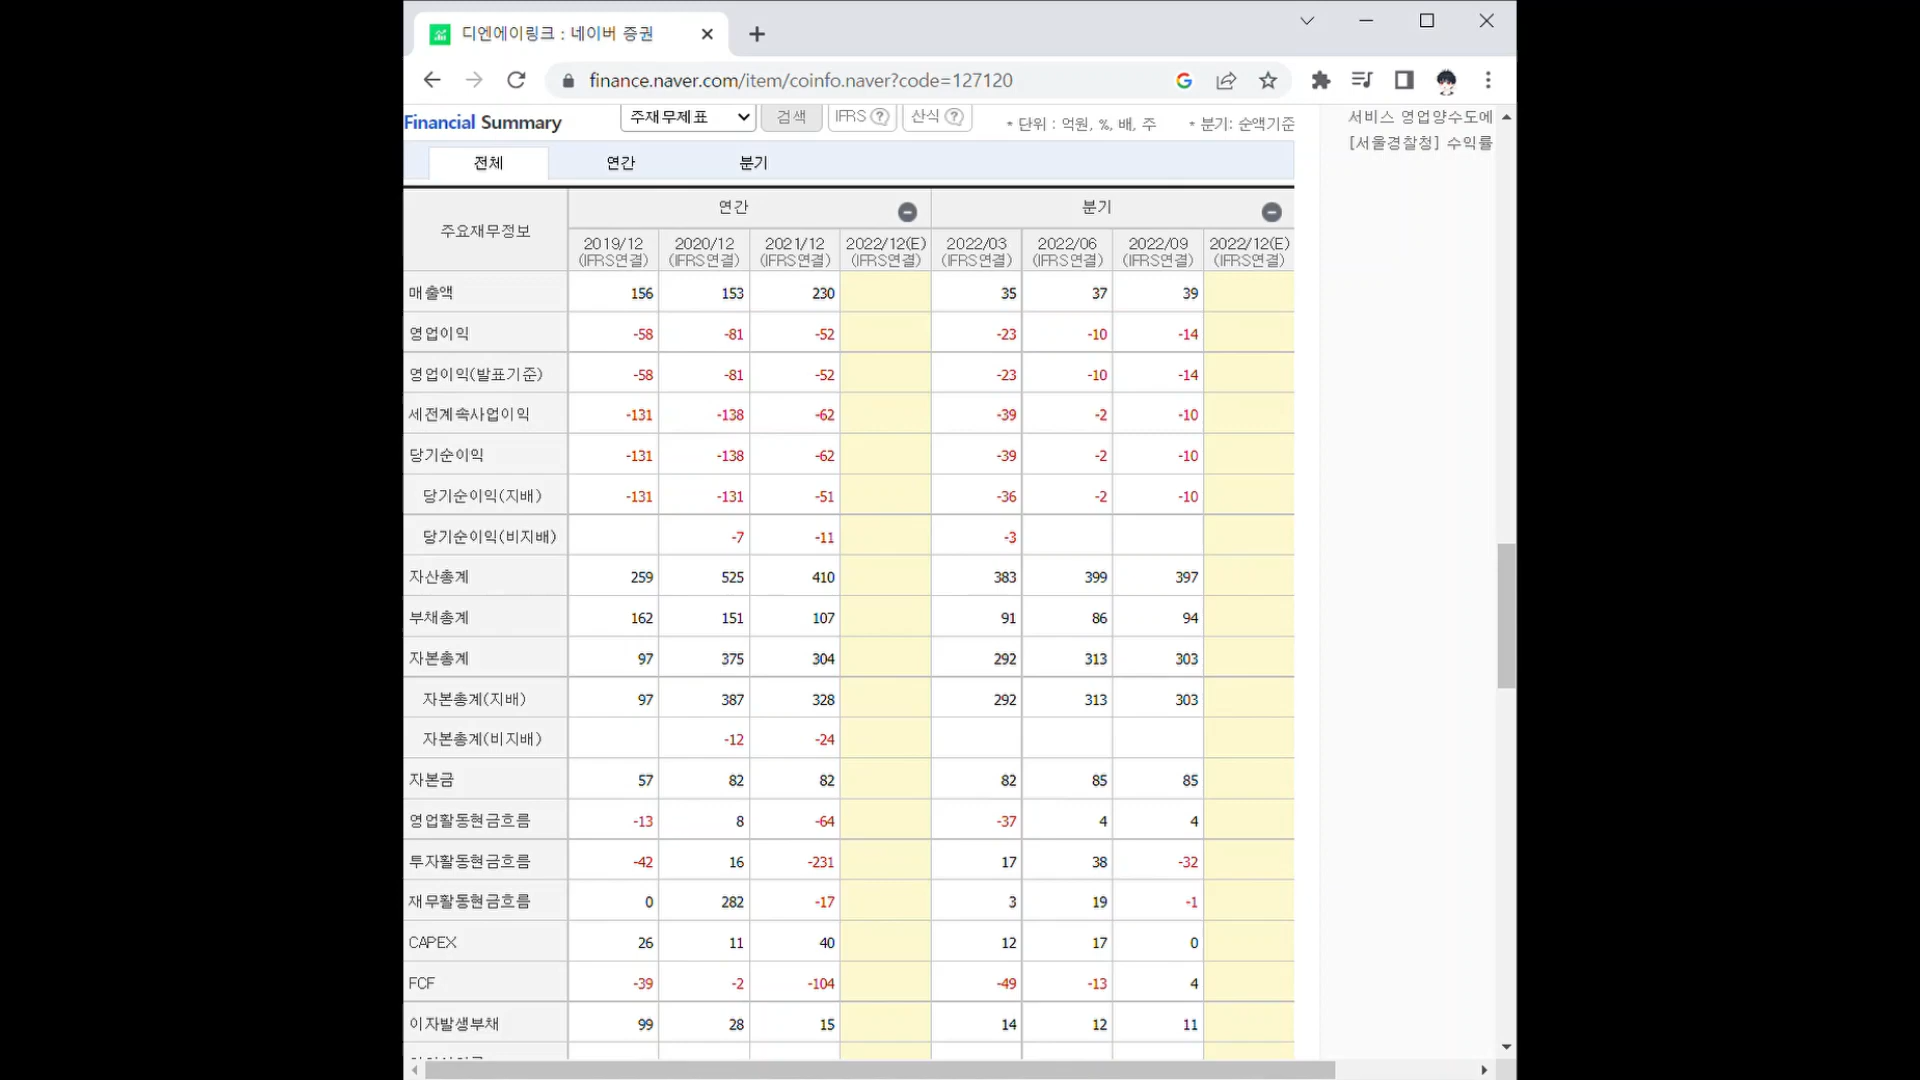 디엔에이링크 : 네이버 증권
finance.naver.com/item/coinfo.naver?code=127120
Financial Summary 주재무제표 검색 IFRS ? 산식 ? * 단위 : 억원, %, 배, 주 * 분기: 순액기준
서비스 영업양수도에
[서울경찰청] 수익률
전체 연간 분기
주요재무정보 연간 분기
2019/12 2020/12 2021/12 2022/12(E) 2022/03 2022/06 2022/09 2022/12(E)
(IFRS연결) (IFRS연결) (IFRS연결) (IFRS연결) (IFRS연결) (IFRS연결) (IFRS연결) (IFRS연결)
매출액 156 153 230 35 37 39
영업이익 -58 -81 -52 -23 -10 -14
영업이익(발표기준) -58 -81 -52 -23 -10 -14
세전계속사업이익 -131 -138 -62 -39 -2 -10
당기순이익 -131 -138 -62 -39 -2 -10
당기순이익(지배) -131 -131 -51 -36 -2 -10
당기순이익(비지배) -7 -11 -3
자산총계 259 525 410 383 399 397
부채총계 162 151 107 91 86 94
자본총계 97 375 304 292 313 303
자본총계(지배) 97 387 328 292 313 303
자본총계(비지배) -12 -24
자본금 57 82 82 82 85 85
영업활동현금흐름 -13 8 -64 -37 4 4
투자활동현금흐름 -42 16 -231 17 38 -32
재무활동현금흐름 0 282 -17 3 19 -1
CAPEX 26 11 40 12 17 0
FCF -39 -2 -104 -49 -13 4
이자발생부채 99 28 15 14 12 11